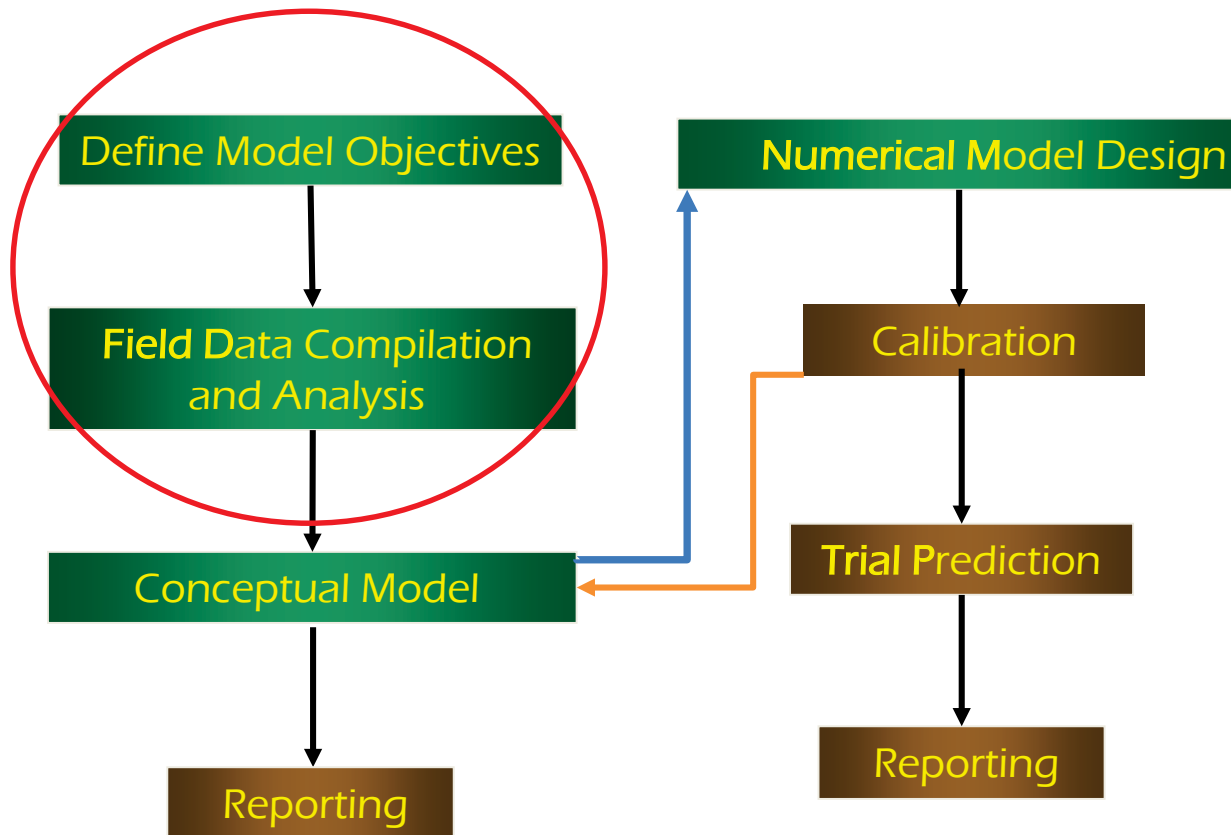 Define Model Objectives
Field Data Compilation
and Analysis
Conceptual Model
Reporting
Numerical Model Design
Calibration
Trial Prediction
Reporting